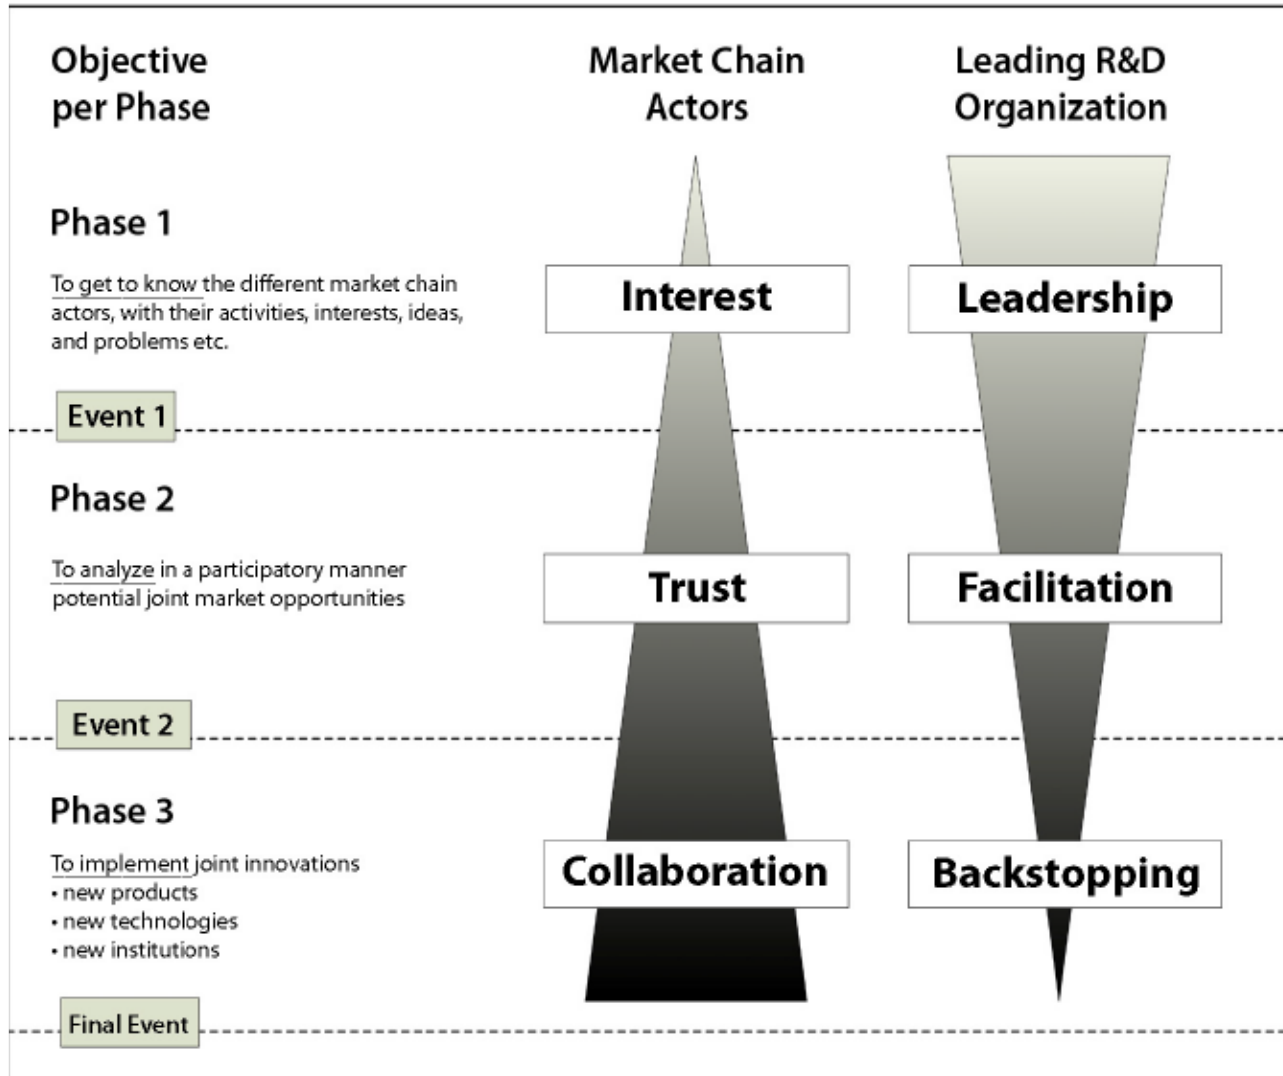 Objective
per Phase
Market Chain
Actors
Leading R&D
Organization
Phase 1
To get to know the different market chain
actors, with their activities, interests, ideas,
and problems etc.
Interest
Leadership
Event 1
Phase 2
To analyze in a participatory manner
potential joint market opportunities
Trust
Facilitation
Event 2
Phase 3
To implement joint innovations
• new products
• new technologies
• new institutions
Collaboration
Backstopping
Final Event